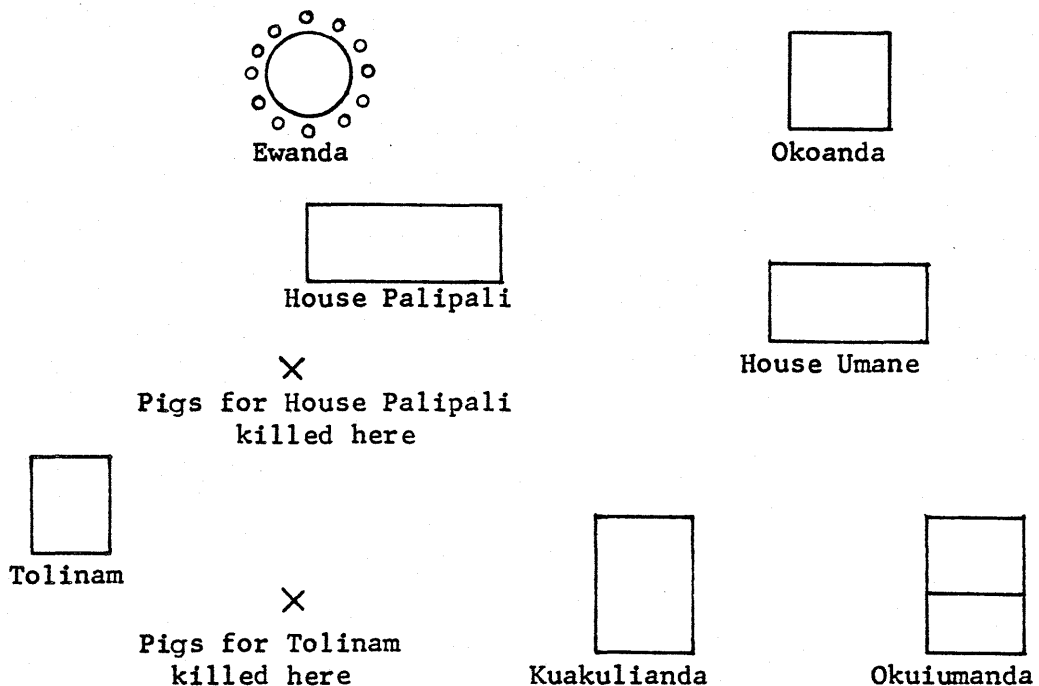 Ewanda
Okoanda
House Palipali
House Umane
Pigs for House Palipali
killed here
Tolinam
Pigs for Tolinam
killed here
Kuakulianda
Okuiumanda